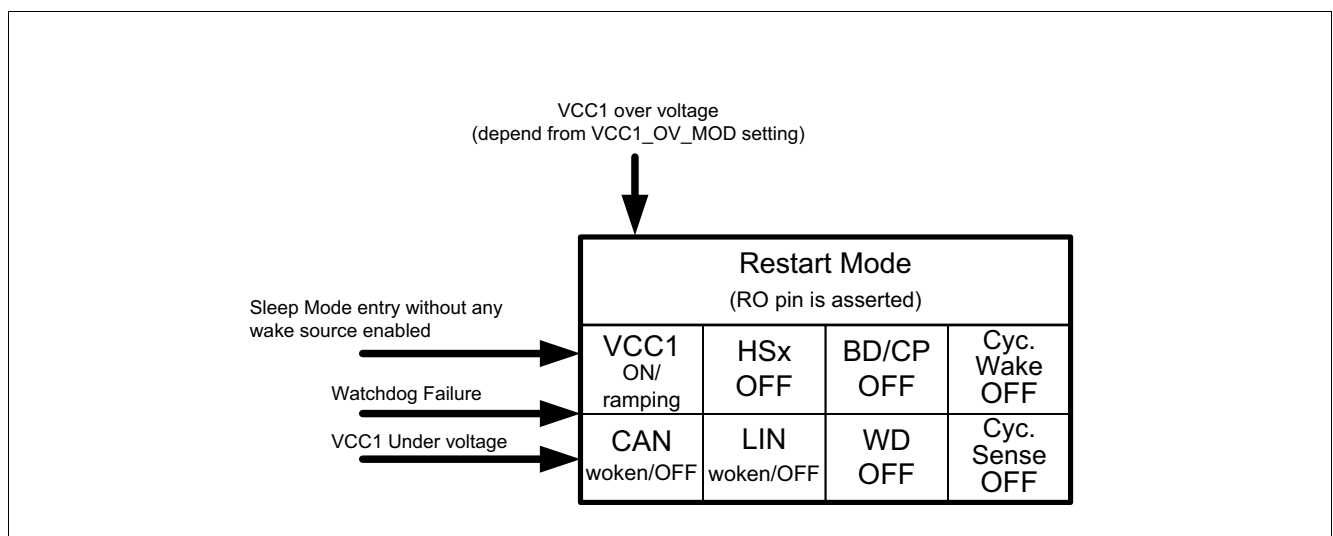 VCC1 over voltage
(depend from VCC1_OV_MOD setting)
Restart Mode
(RO pin is asserted)
Sleep Mode entry without any
wake source enabled
Watchdog Failure
VCC1 Under voltage
VCC1
ON/
ramping
HSx
OFF
BD/CP
OFF
Cyc.
Wake
OFF
CAN
woken/OFF
LIN
woken/OFF
WD
OFF
Cyc.
Sense
OFF